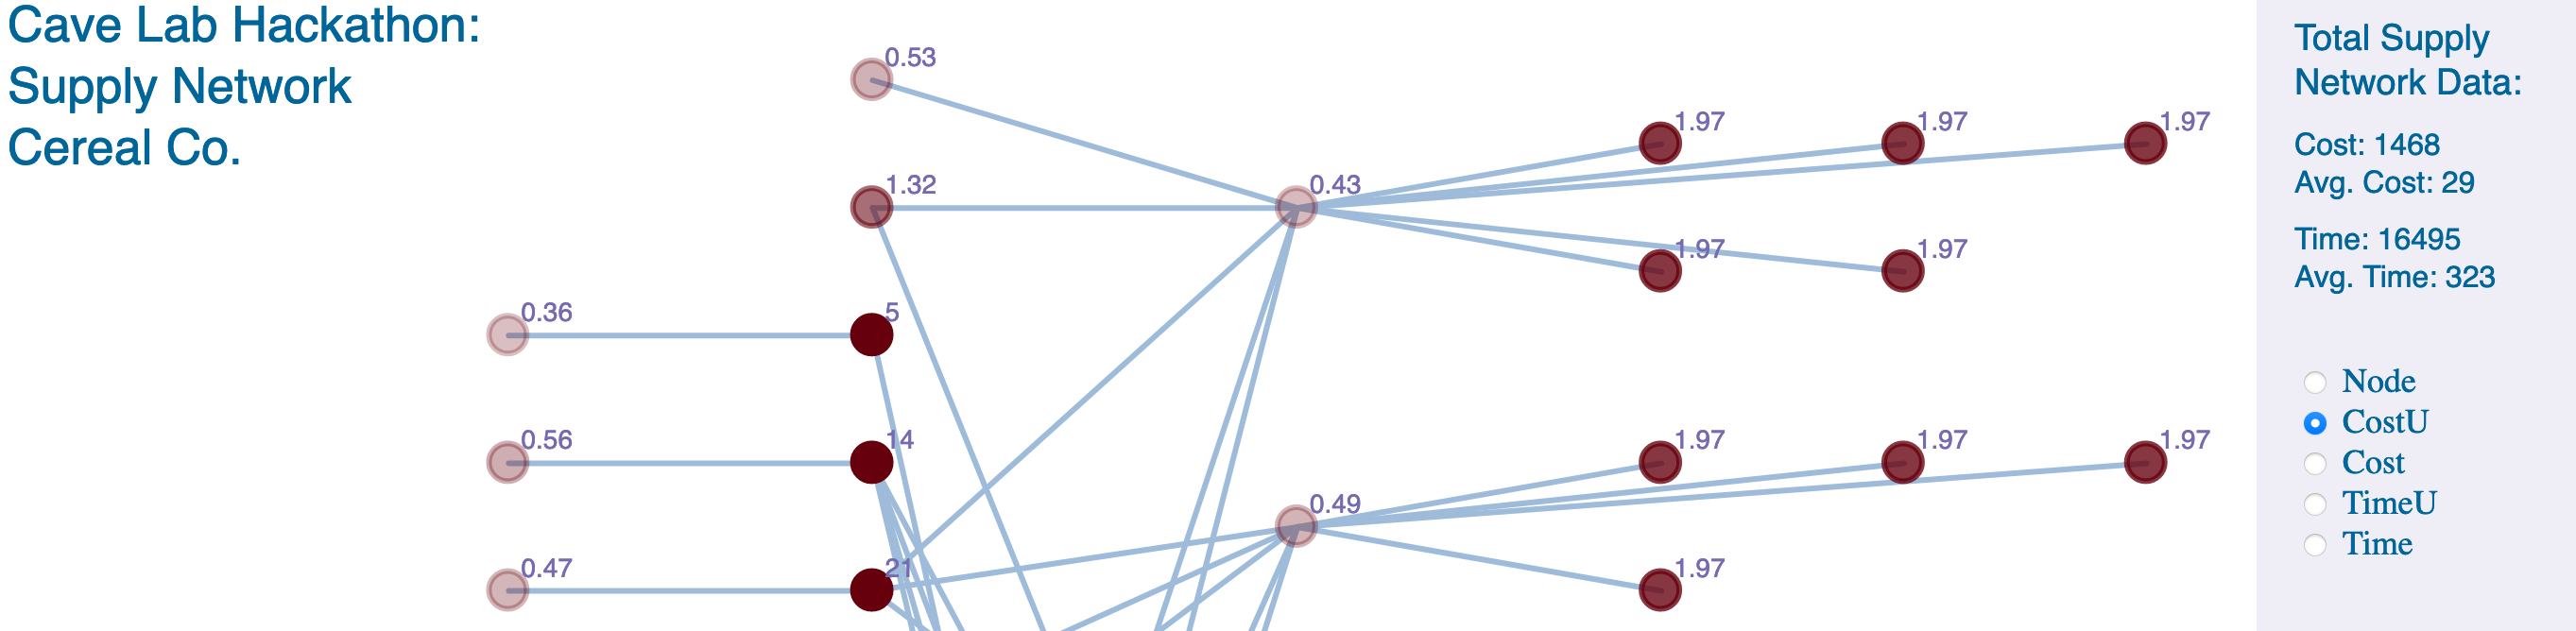 Cave Lab Hackathon:
Supply Network
Cereal Co.
0.53
1.97 1.97 1.97
1.32 0.43
1.97 1.97
0.36 5
0.56 14 1.97 1.97 1.97
0.49
0.47 21 1.97
Total Supply
Network Data:
Cost: 1468
Avg. Cost: 29
Time: 16495
Avg. Time: 323
Node
CostU
Cost
TimeU
Time